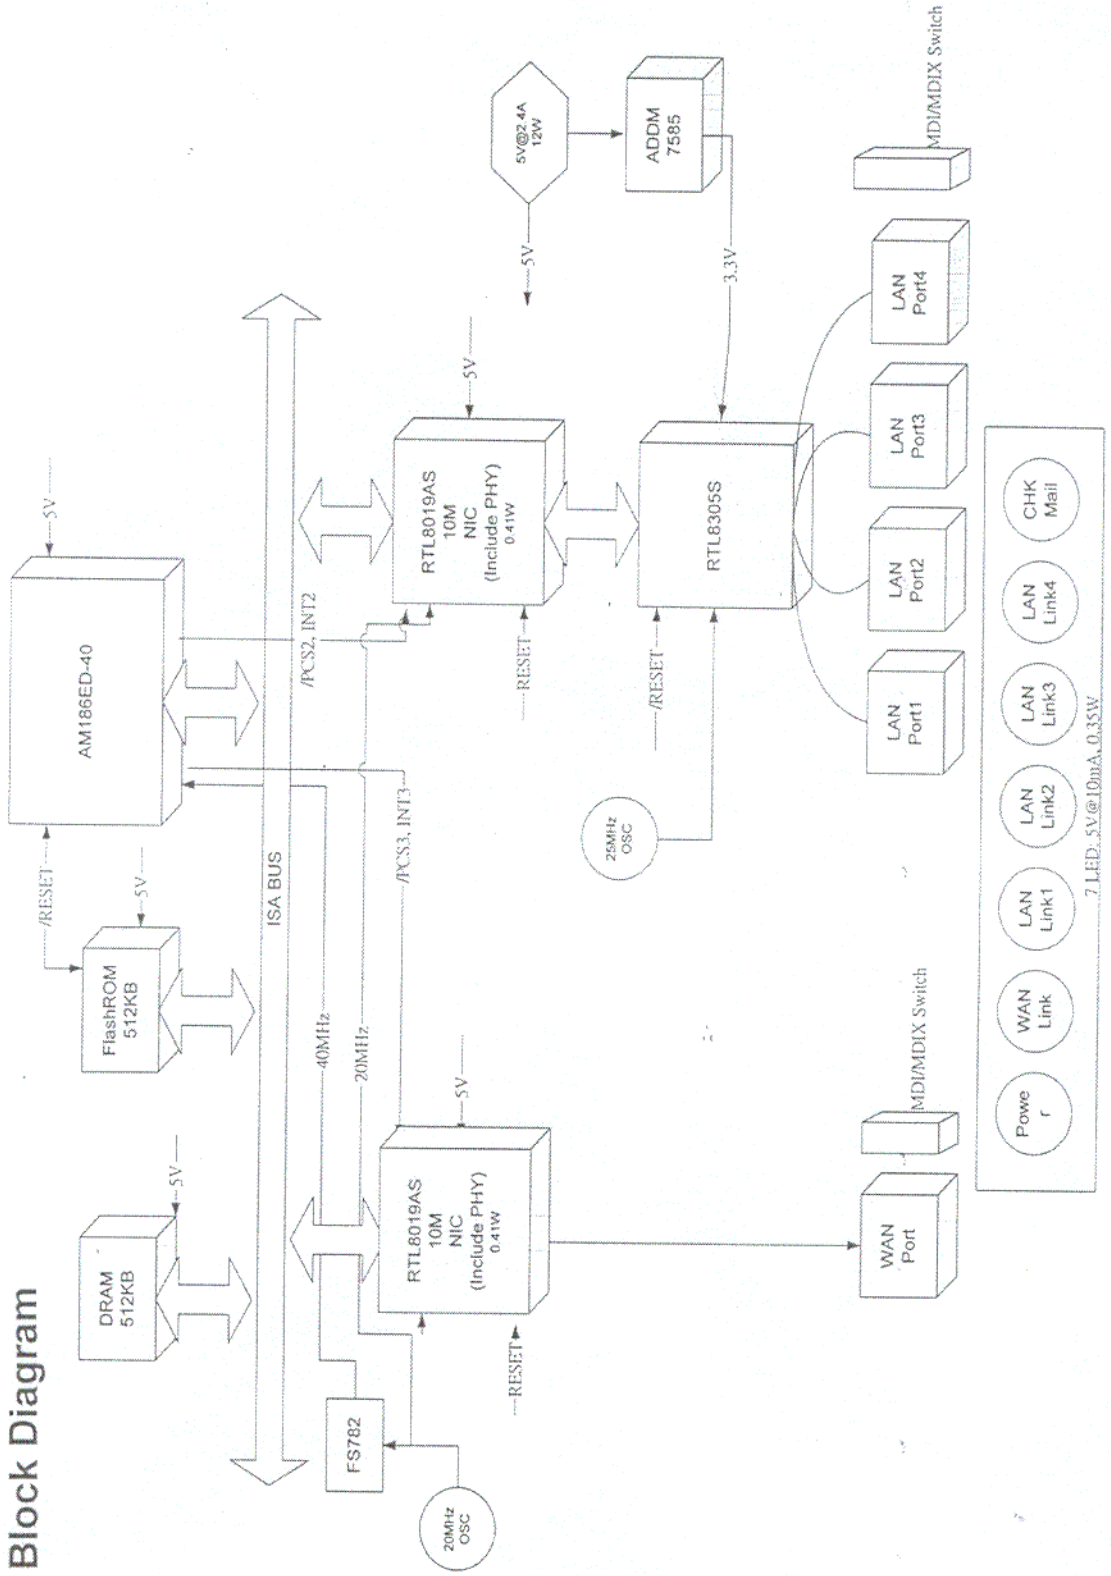 Block Diagram
DRAM
512KB
5V
FlashROM
512KB
5V
/RESET
AM186ED-40
5V
ISA BUS
FS782
20MHz
OSC
40MHz
20MHz
/PCS3, INT3
/PCS2, INT2
RTL8019AS
10M
NIC
(Include PHY)
0.41W
5V
RESET
RTL8019AS
10M
NIC
(Include PHY)
0.41W
5V
RESET
5V@2.4A
12W
5V
ADDM
7585
3.3V
25MHz
OSC
/RESET
RTL8305S
WAN
Port
MDI/MDIX Switch
LAN
Port1
LAN
Port2
LAN
Port3
LAN
Port4
MDI/MDIX Switch
Powe
r
WAN
Link
LAN
Link1
LAN
Link2
LAN
Link3
LAN
Link4
CHK
Mail
7 LED: 5V@10mA, 0.35W